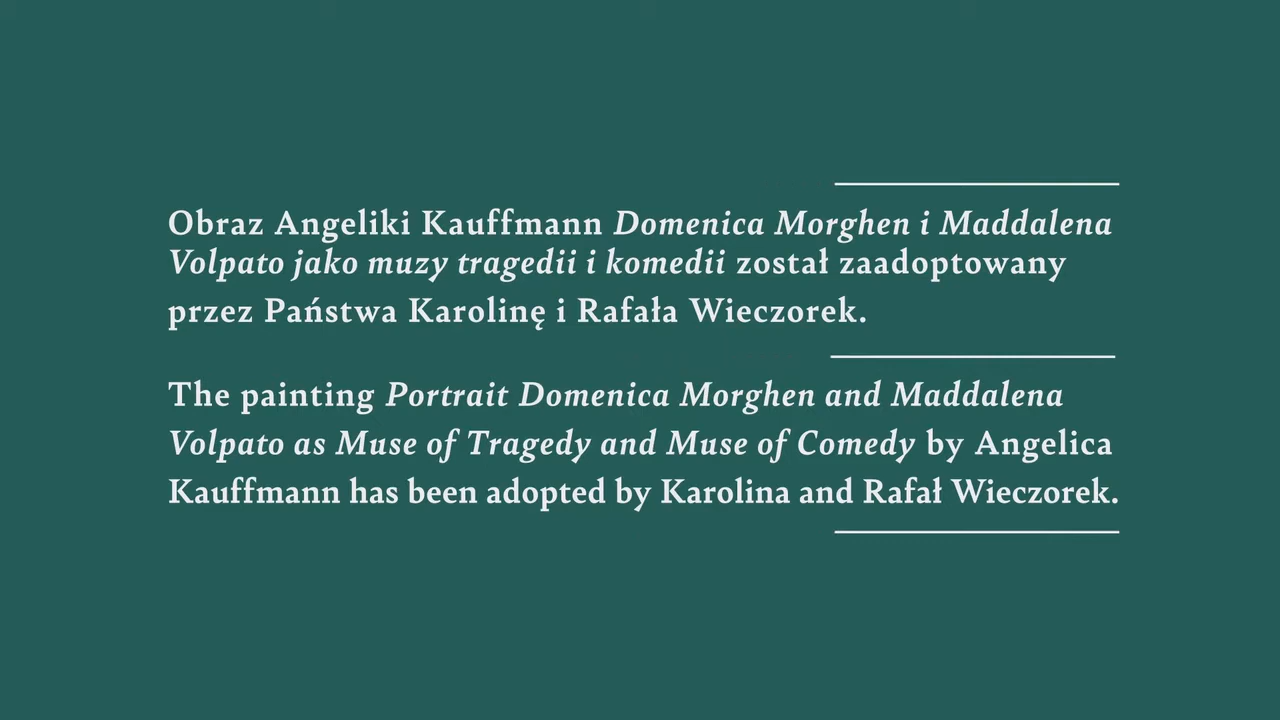 Obraz Angeliki Kauffmann Domenica Morghen i Maddalena
Volpato jako muzy tragedii i komedii został zaadoptowany
przez Państwa Karolinę i Rafała Wieczorek.
The painting Portrait Domenica Morghen and Maddalena
Volpato as Muse of Tragedy and Muse of Comedy by Angelica
Kauffmann has been adopted by Karolina and Rafał Wieczorek.